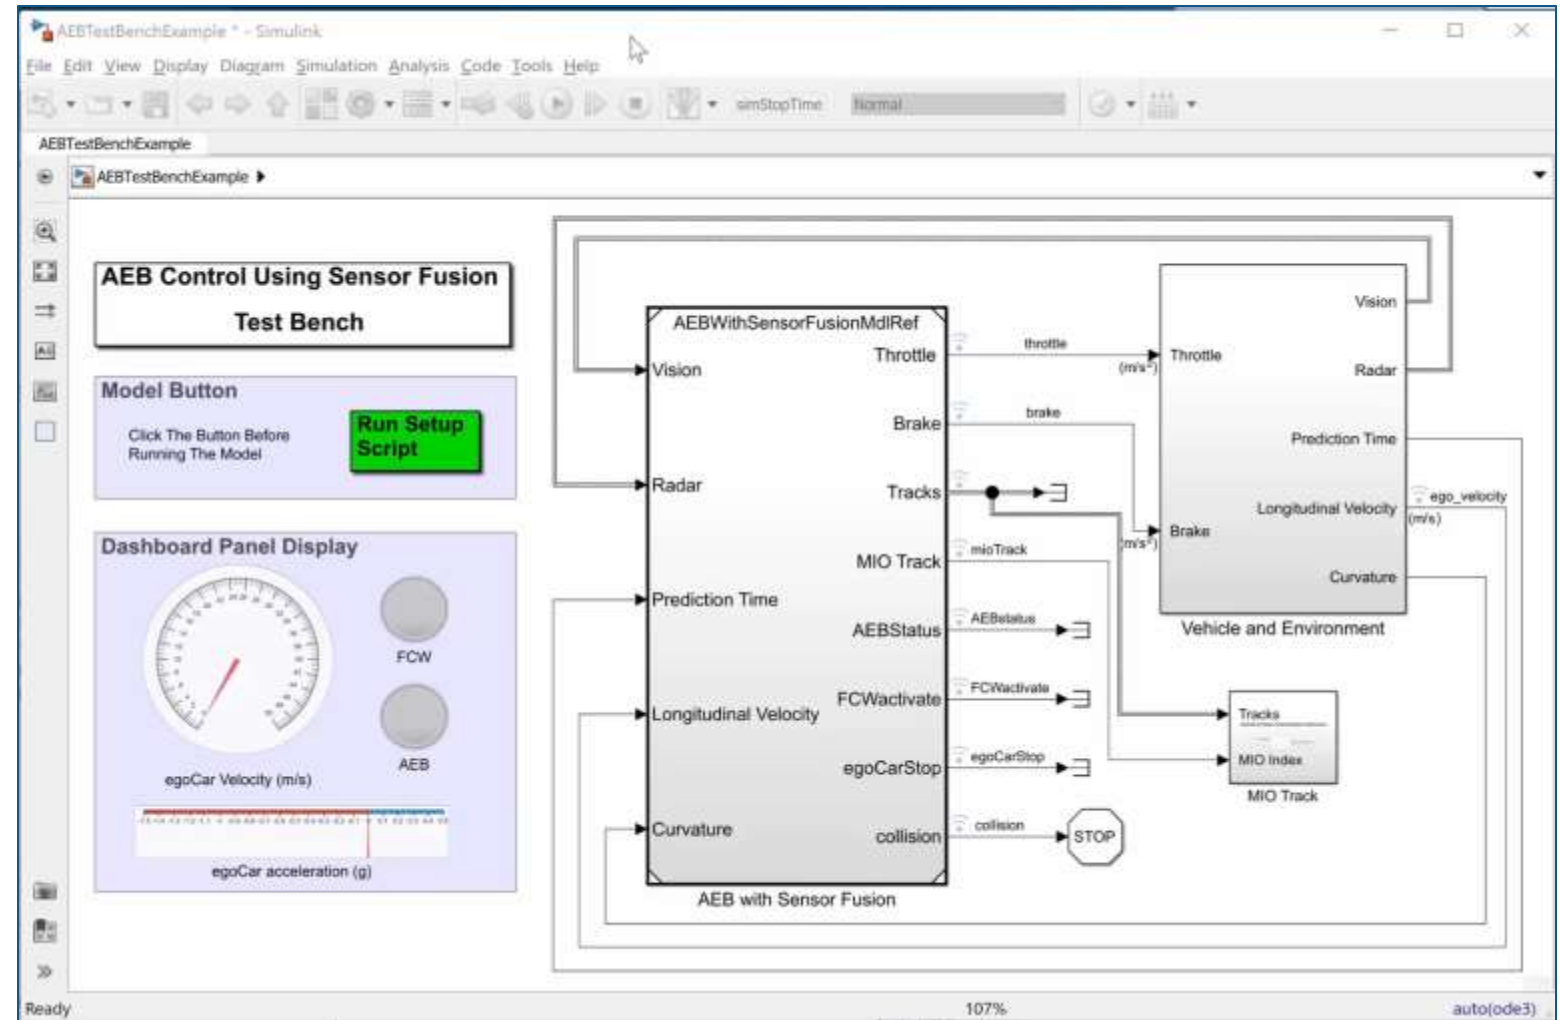 AEBTestBenchExample * - Simulink
File Edit View Display Diagram Simulation Analysis Code Tools Help
simStopTime
Normal
AEBTestBenchExample
AEBTestBenchExample
AEB Control Using Sensor Fusion
Test Bench
Model Button
Click The Button Before
Running The Model
Run Setup
Script
Dashboard Panel Display
FCW
AEB
egoCar Velocity (m/s)
egoCar acceleration (g)
AEBWithSensorFusionMdlRef
Vision
Radar
Prediction Time
Longitudinal Velocity
Curvature
Throttle
Brake
Tracks
MIO Track
AEBStatus
FCWactivate
egoCarStop
collision
AEB with Sensor Fusion
throttle
(m/s²)
brake
(m/s²)
mioTrack
AEBstatus
FCWactivate
egoCarStop
collision
STOP
Throttle
Brake
Vision
Radar
Prediction Time
Longitudinal Velocity
Curvature
Vehicle and Environment
ego_velocity
(m/s)
Tracks
MIO Index
MIO Track
Ready
107%
auto(ode3)